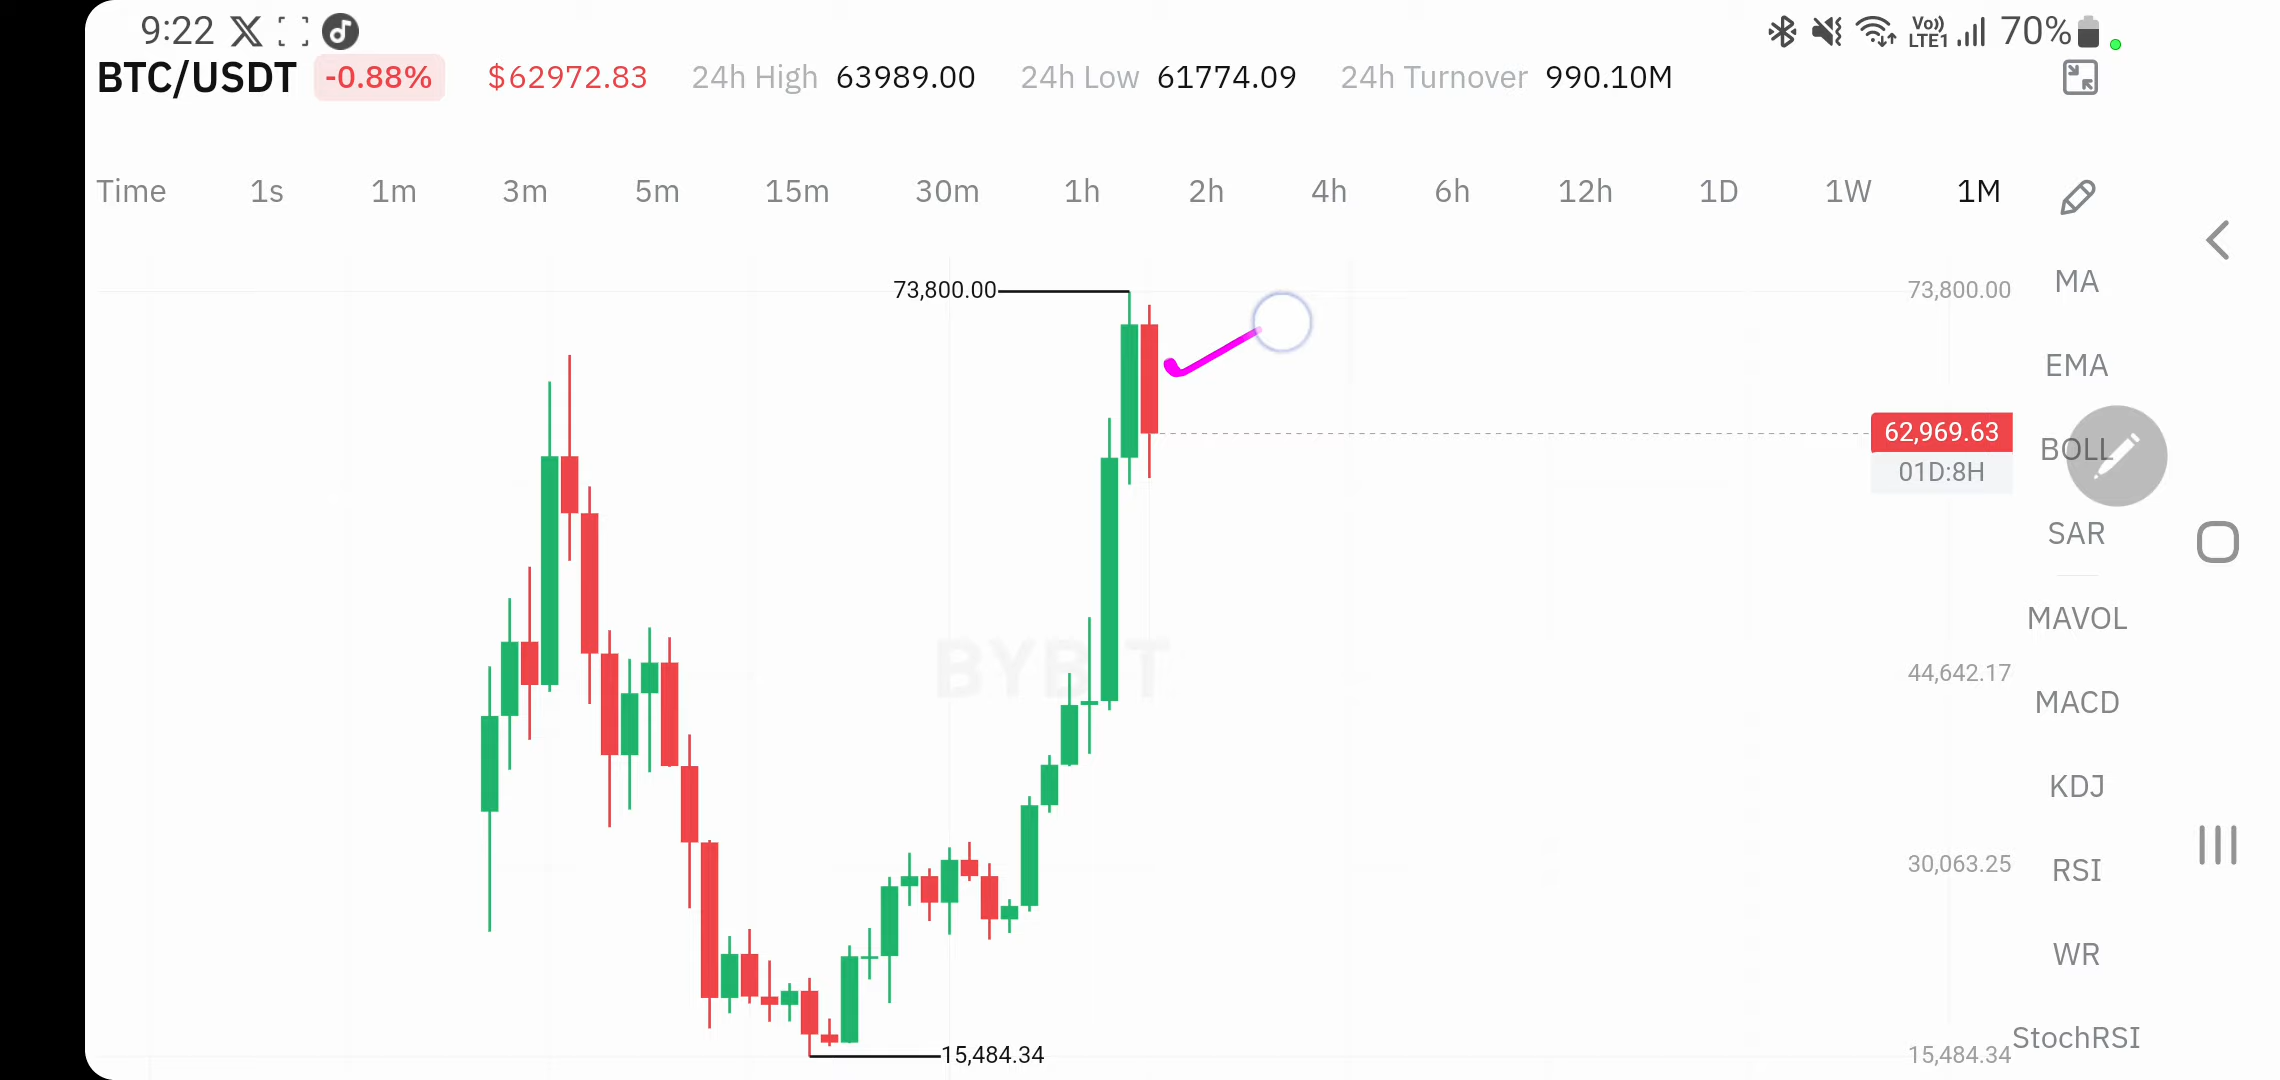 9:22 Vo)) LTE1 70%
BTC/USDT -0.88% $62972.83 24h High 63989.00 24h Low 61774.09 24h Turnover 990.10M
Time 1s 1m 3m 5m 15m 30m 1h 2h 4h 6h 12h 1D 1W 1M
MA
73,800.00 73,800.00
EMA
62,969.63
BOLL
01D:8H
SAR
MAVOL
BYB T
44,642.17
MACD
KDJ
30,063.25
RSI
WR
StochRSI
15,484.34 15,484.34